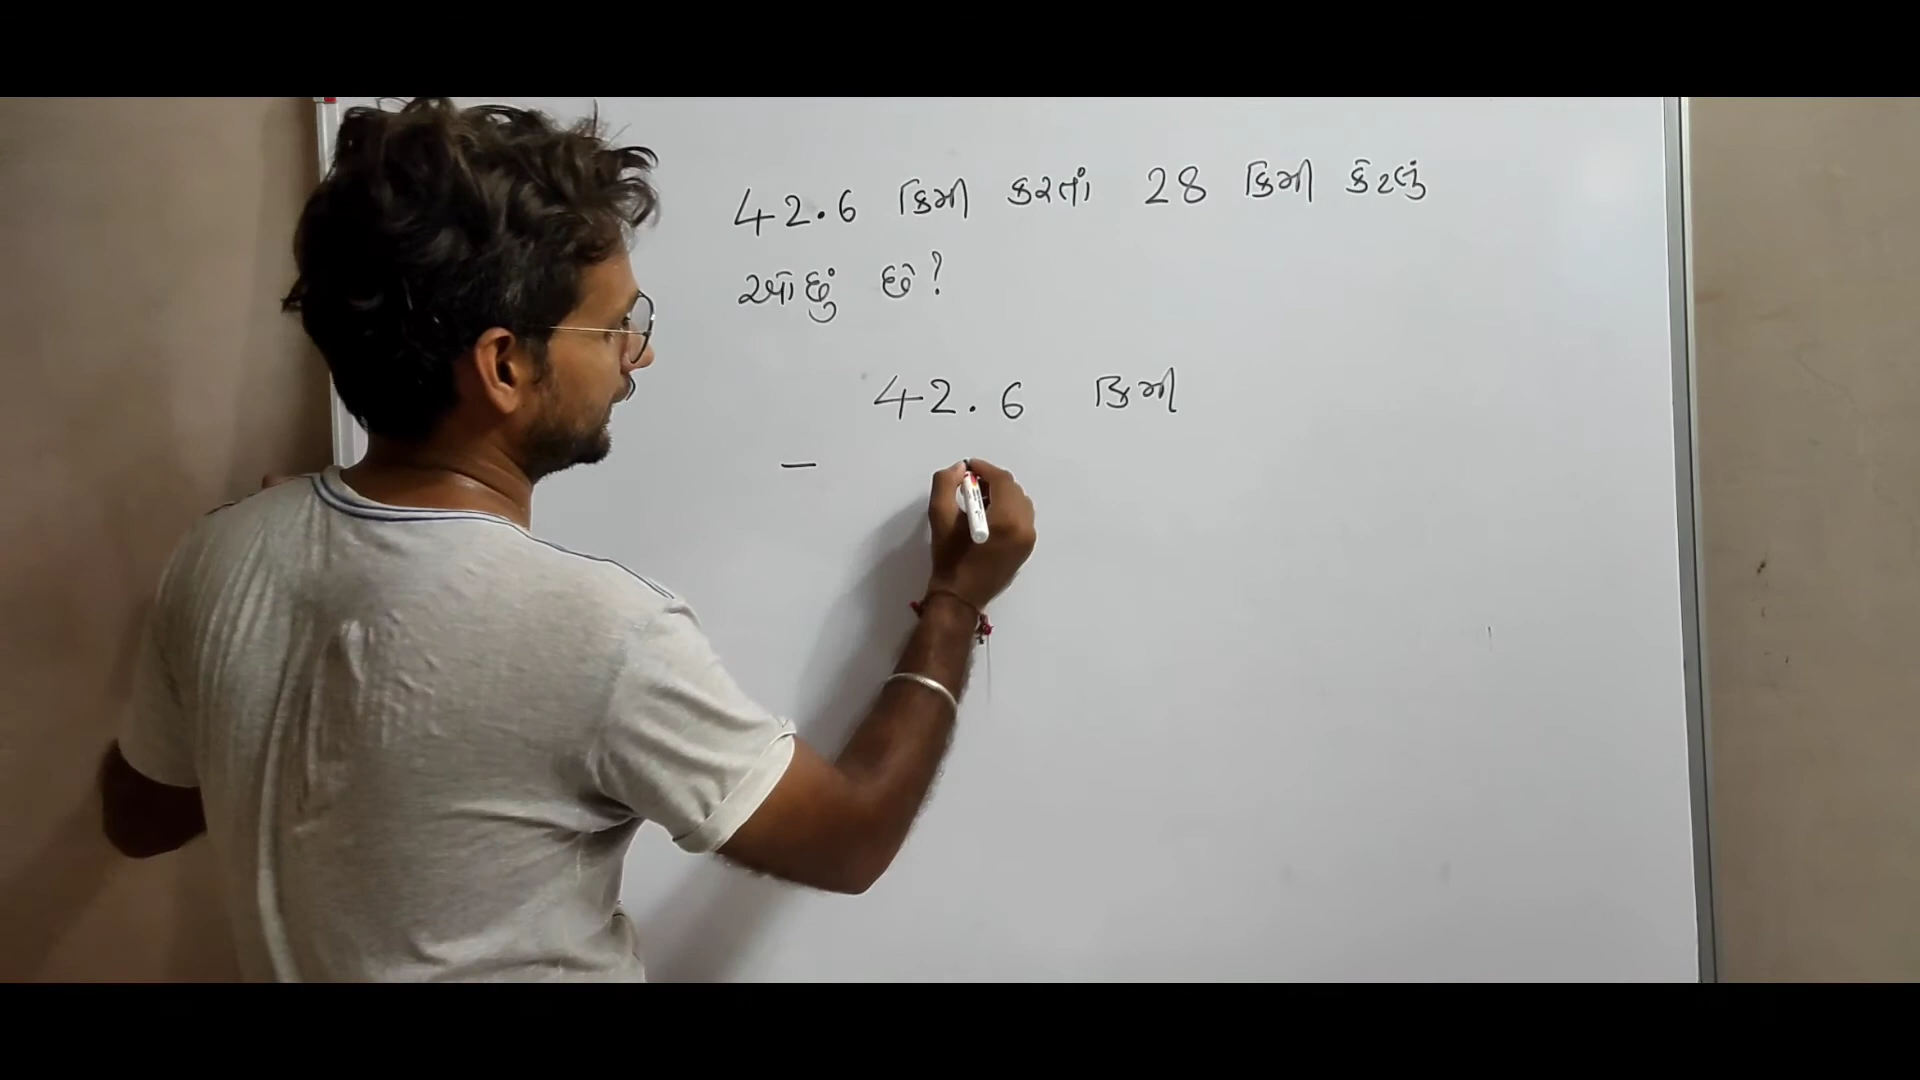 42.6 કિમી કરતાં 28 કિમી કેટલું
ઓછું છે?
42.6 કિમી
–